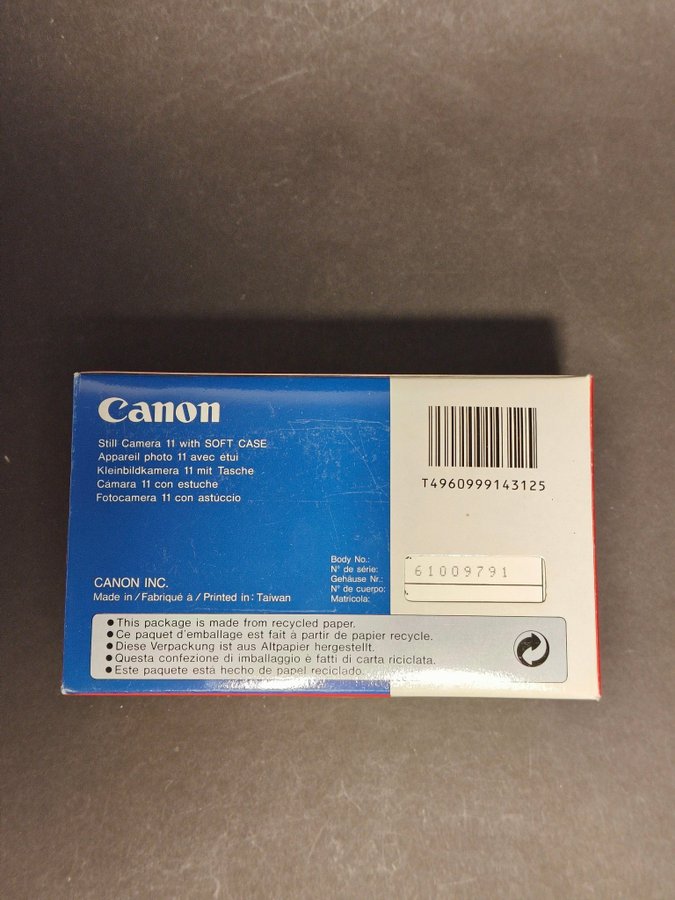 Canon
Still Camera 11 with SOFT CASE
Appareil photo 11 avec étui
Kleinbildkamera 11 mit Tasche
Cámara 11 con estuche
Fotocamera 11 con astúccio
T4960999143125
Body No.:
N° de série:
Gehäuse Nr.:
N° de cuerpo:
Matricola:
61009791
CANON INC.
Made in / Fabriqué à / Printed in: Taiwan
● This package is made from recycled paper.
● Ce paquet d'emballage est fait à partir de papier recycle.
● Diese Verpackung ist aus Altpapier hergestellt.
● Questa confezione di imballaggio è fatti di carta riciclata.
● Este paquete está hecho de papel reciclado.